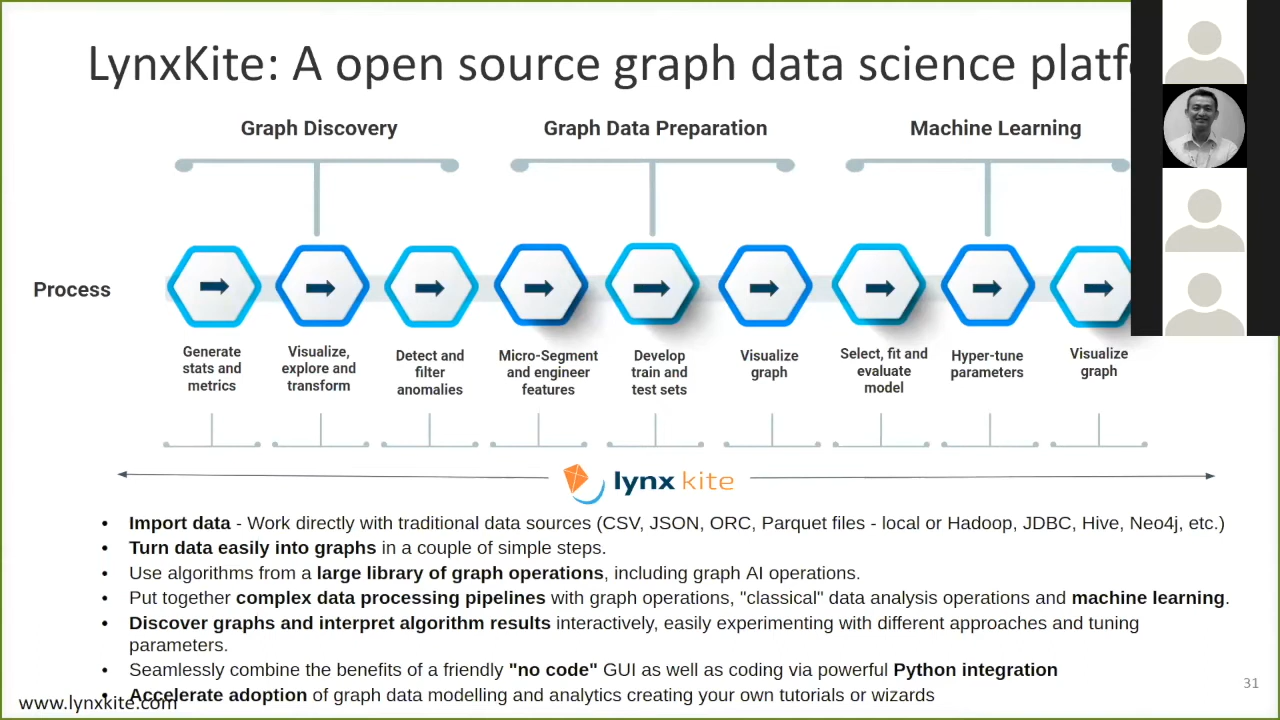 LynxKite: A open source graph data science platf
Graph Discovery
Graph Data Preparation
Machine Learning
Process
Generate
stats and
metrics
Visualize,
explore and
transform
Detect and
filter
anomalies
Micro-Segment
and engineer
features
Develop
train and
test sets
Visualize
graph
Select, fit and
evaluate
model
Hyper-tune
parameters
Visualize
graph
lynx kite
• Import data - Work directly with traditional data sources (CSV, JSON, ORC, Parquet files - local or Hadoop, JDBC, Hive, Neo4j, etc.)
• Turn data easily into graphs in a couple of simple steps.
• Use algorithms from a large library of graph operations, including graph AI operations.
• Put together complex data processing pipelines with graph operations, "classical" data analysis operations and machine learning.
• Discover graphs and interpret algorithm results interactively, easily experimenting with different approaches and tuning
parameters.
• Seamlessly combine the benefits of a friendly "no code" GUI as well as coding via powerful Python integration
• Accelerate adoption of graph data modelling and analytics creating your own tutorials or wizards
31
www.lynxkite.com